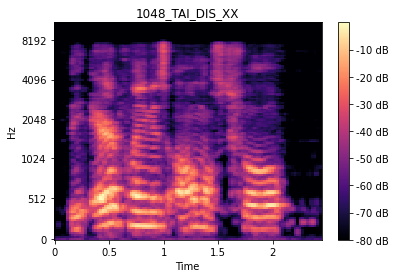 1048_TAI_DIS_XX
8192
4096
2048
1024
512
0
Hz
0
0.5
1
1.5
2
Time
-10 dB
-20 dB
-30 dB
-40 dB
-50 dB
-60 dB
-70 dB
-80 dB